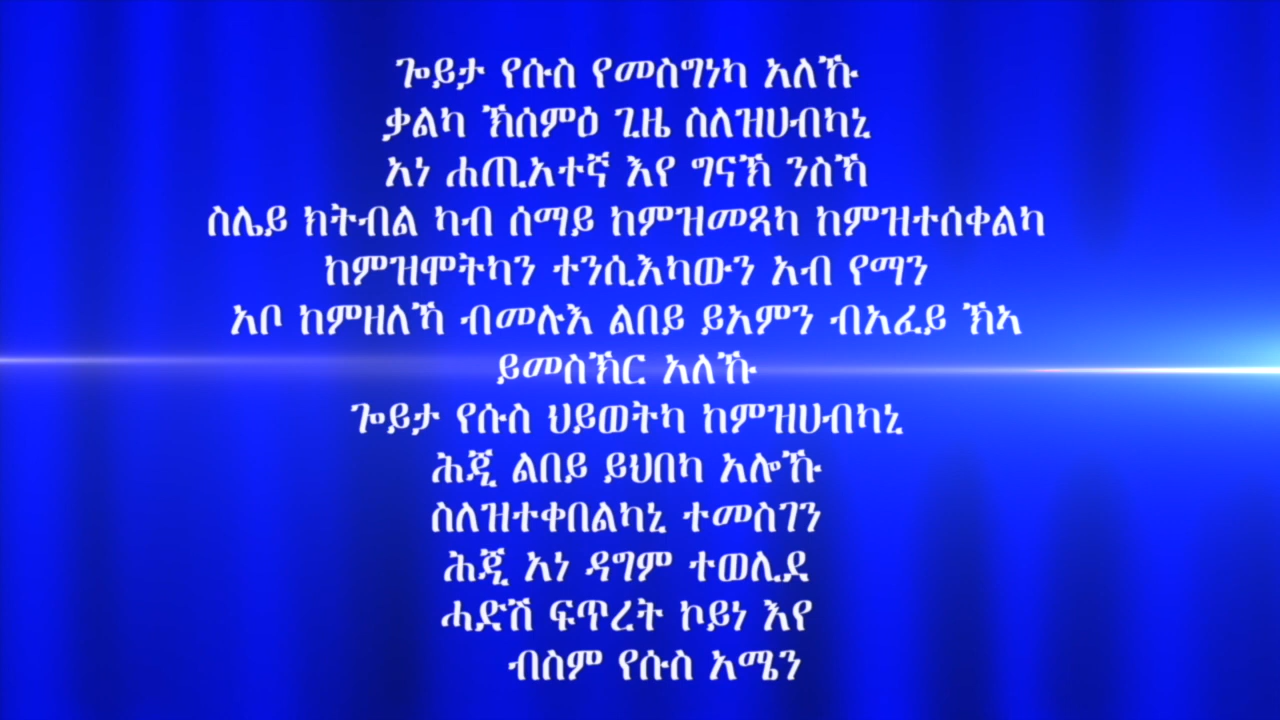 ጐይታ የሱስ የመስግነካ አለኹ
ቃልካ ኽሰምዕ ጊዜ ስለዝሀብካኒ
አነ ሐጢአተኛ እየ ግናኽ ንስኻ
ስሌይ ክትብል ካብ ሰማይ ከምዝመጻካ ከምዝተሰቀልካ
ከምዝሞትካን ተንሲእካውን አብ የማን
አቦ ከምዘለኻ ብመሉእ ልበይ ይአምን ብአፈይ ኽኣ
ይመስኽር አለኹ
ጐይታ የሱስ ህይወትካ ከምዝሀብካኒ
ሕጂ ልበይ ይህበካ አሎኹ
ስለዝተቀበልካኒ ተመስገን
ሕጂ አነ ዳግም ተወሊደ
ሓድሽ ፍጥረት ኮይነ እየ
ብስም የሱስ አሜን